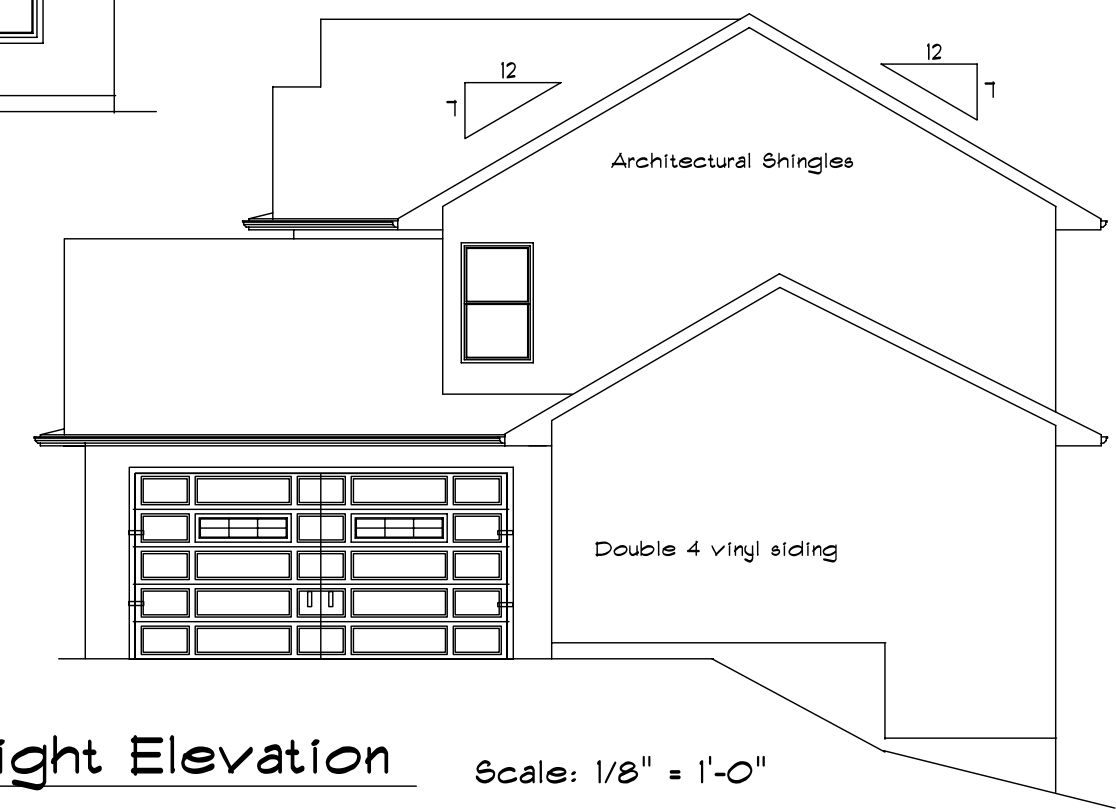 12
7
12
7
Architectural Shingles
Double 4 vinyl siding
ight Elevation
Scale: 1/8" = 1'-0"